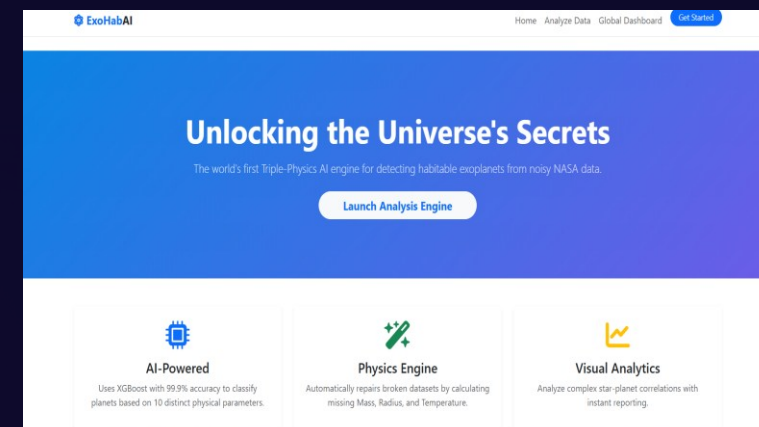 ExoHabAI
Home Analyze Data Global Dashboard Get Started
Unlocking the Universe's Secrets
The world's first Triple-Physics AI engine for detecting habitable exoplanets from noisy NASA data.
Launch Analysis Engine
AI-Powered
Uses XGBoost with 99.9% accuracy to classify
planets based on 10 distinct physical parameters.
Physics Engine
Automatically repairs broken datasets by calculating
missing Mass, Radius, and Temperature.
Visual Analytics
Analyze complex star-planet correlations with
instant reporting.